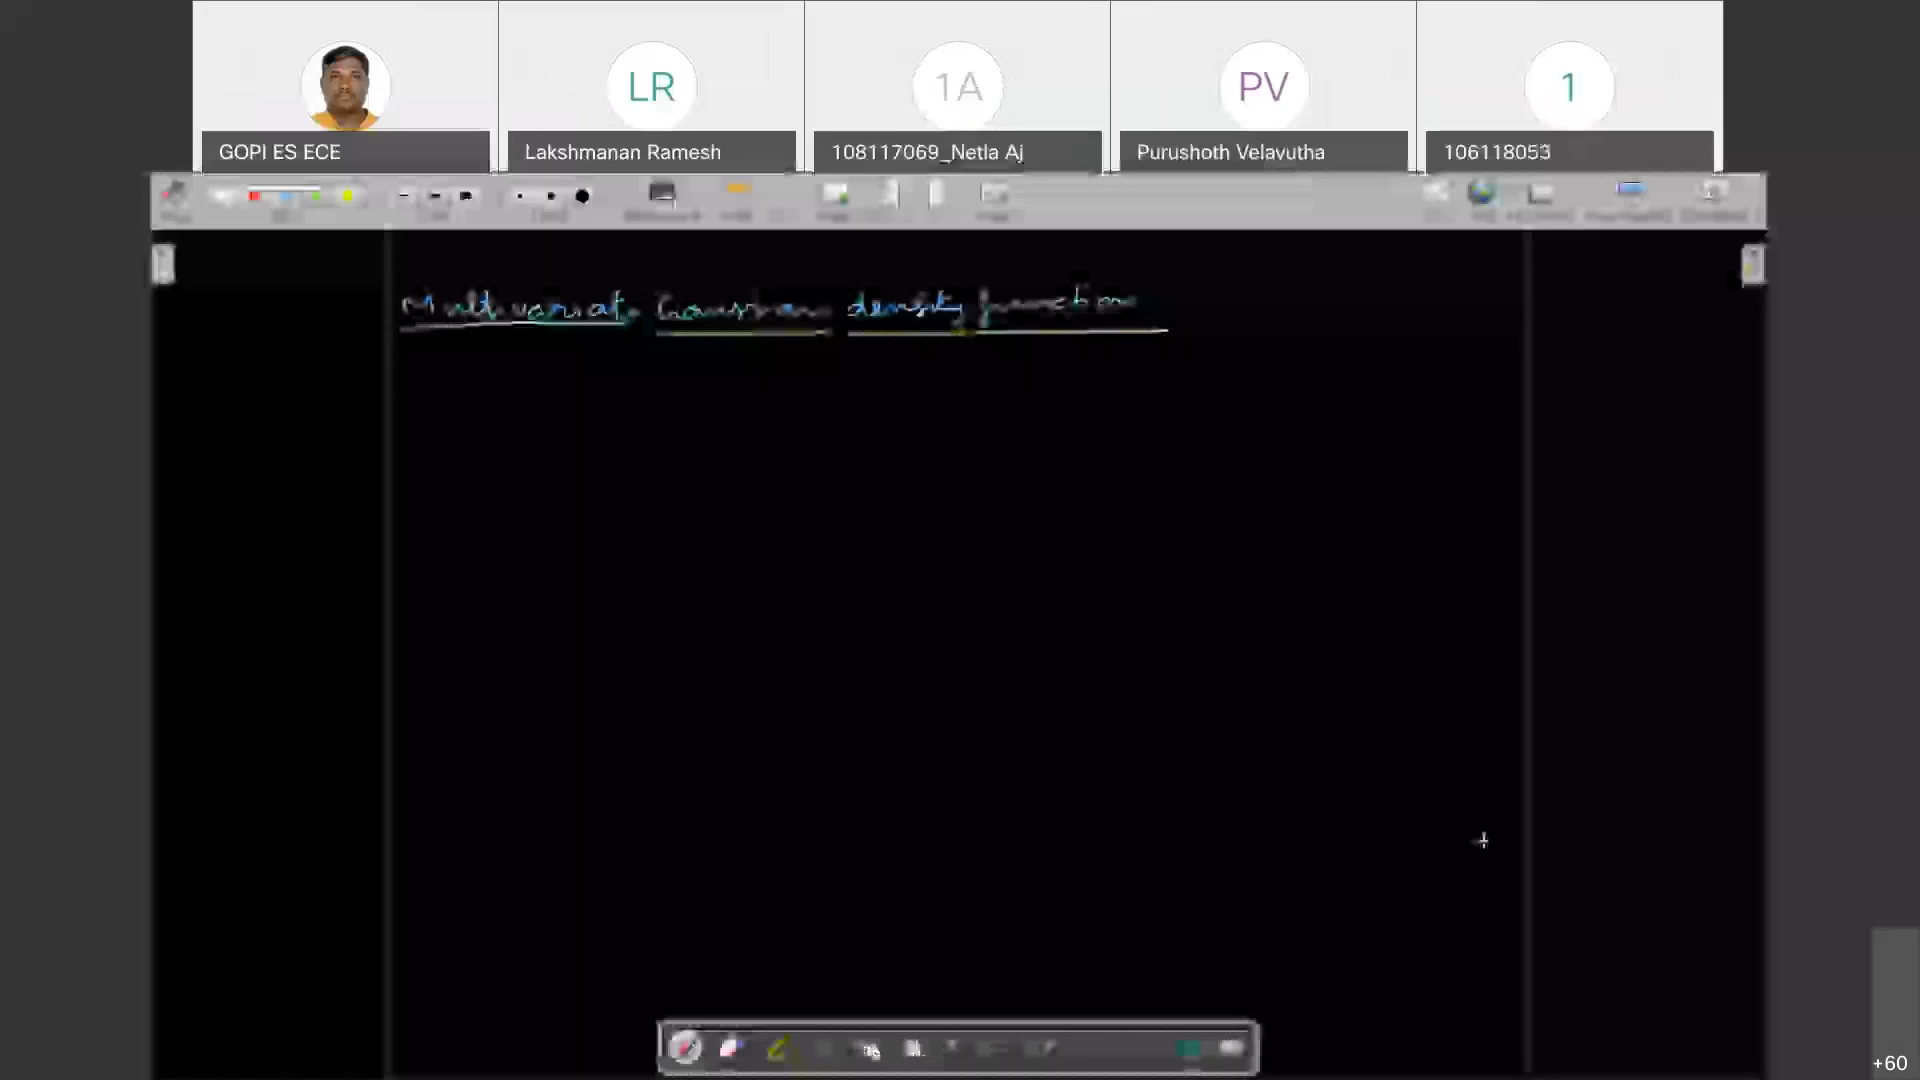 LR
1A
PV
1
GOPI ES ECE
Lakshmanan Ramesh
108117069_Netla Aj
Purushoth Velavutha
106118053
Multivariate Gaussian density function
+60